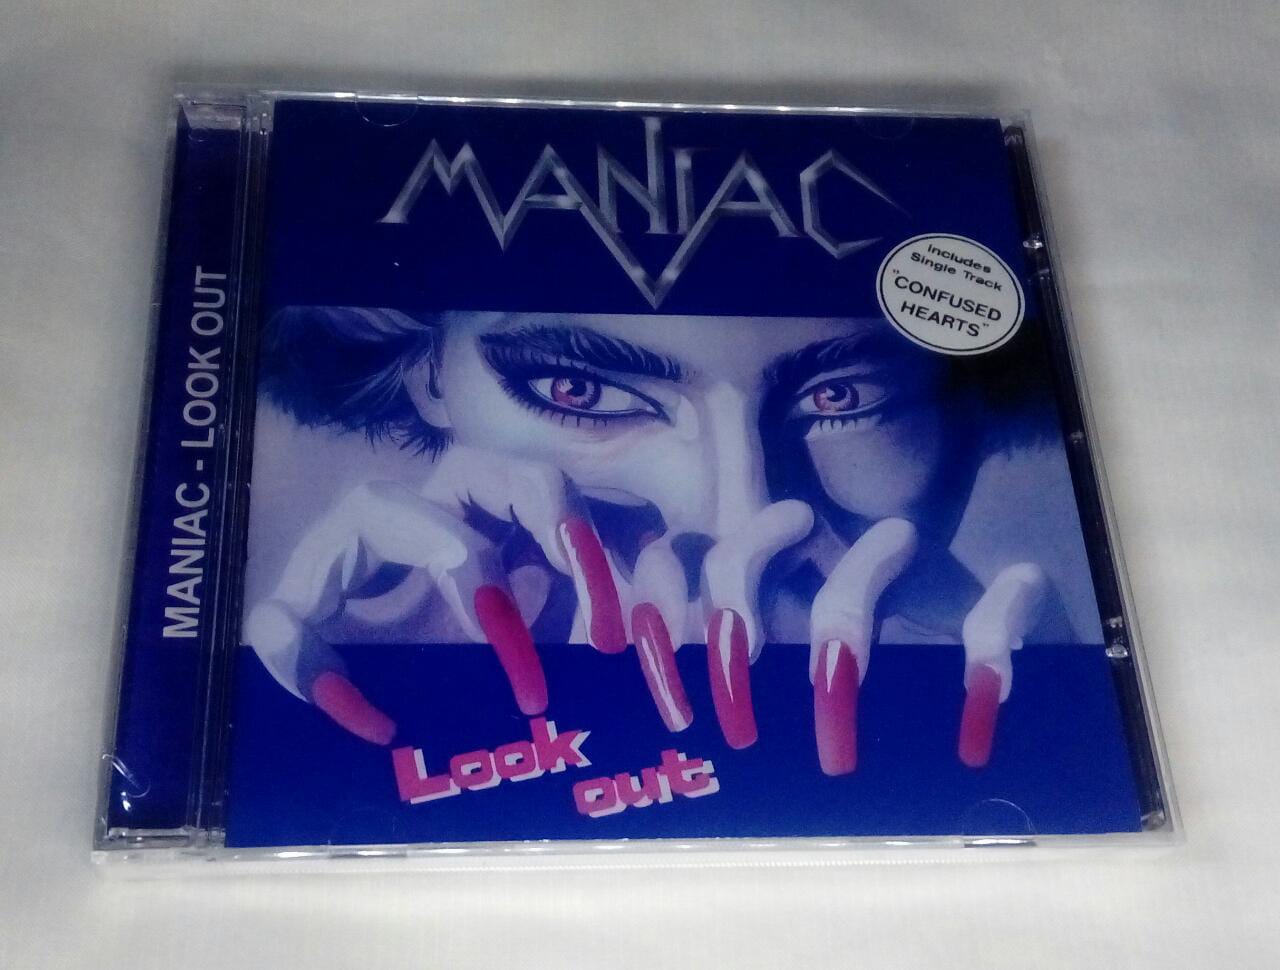 MANIAC
includes
Single Track
"CONFUSED
HEARTS"
MANIAC - LOOK OUT
Look
out